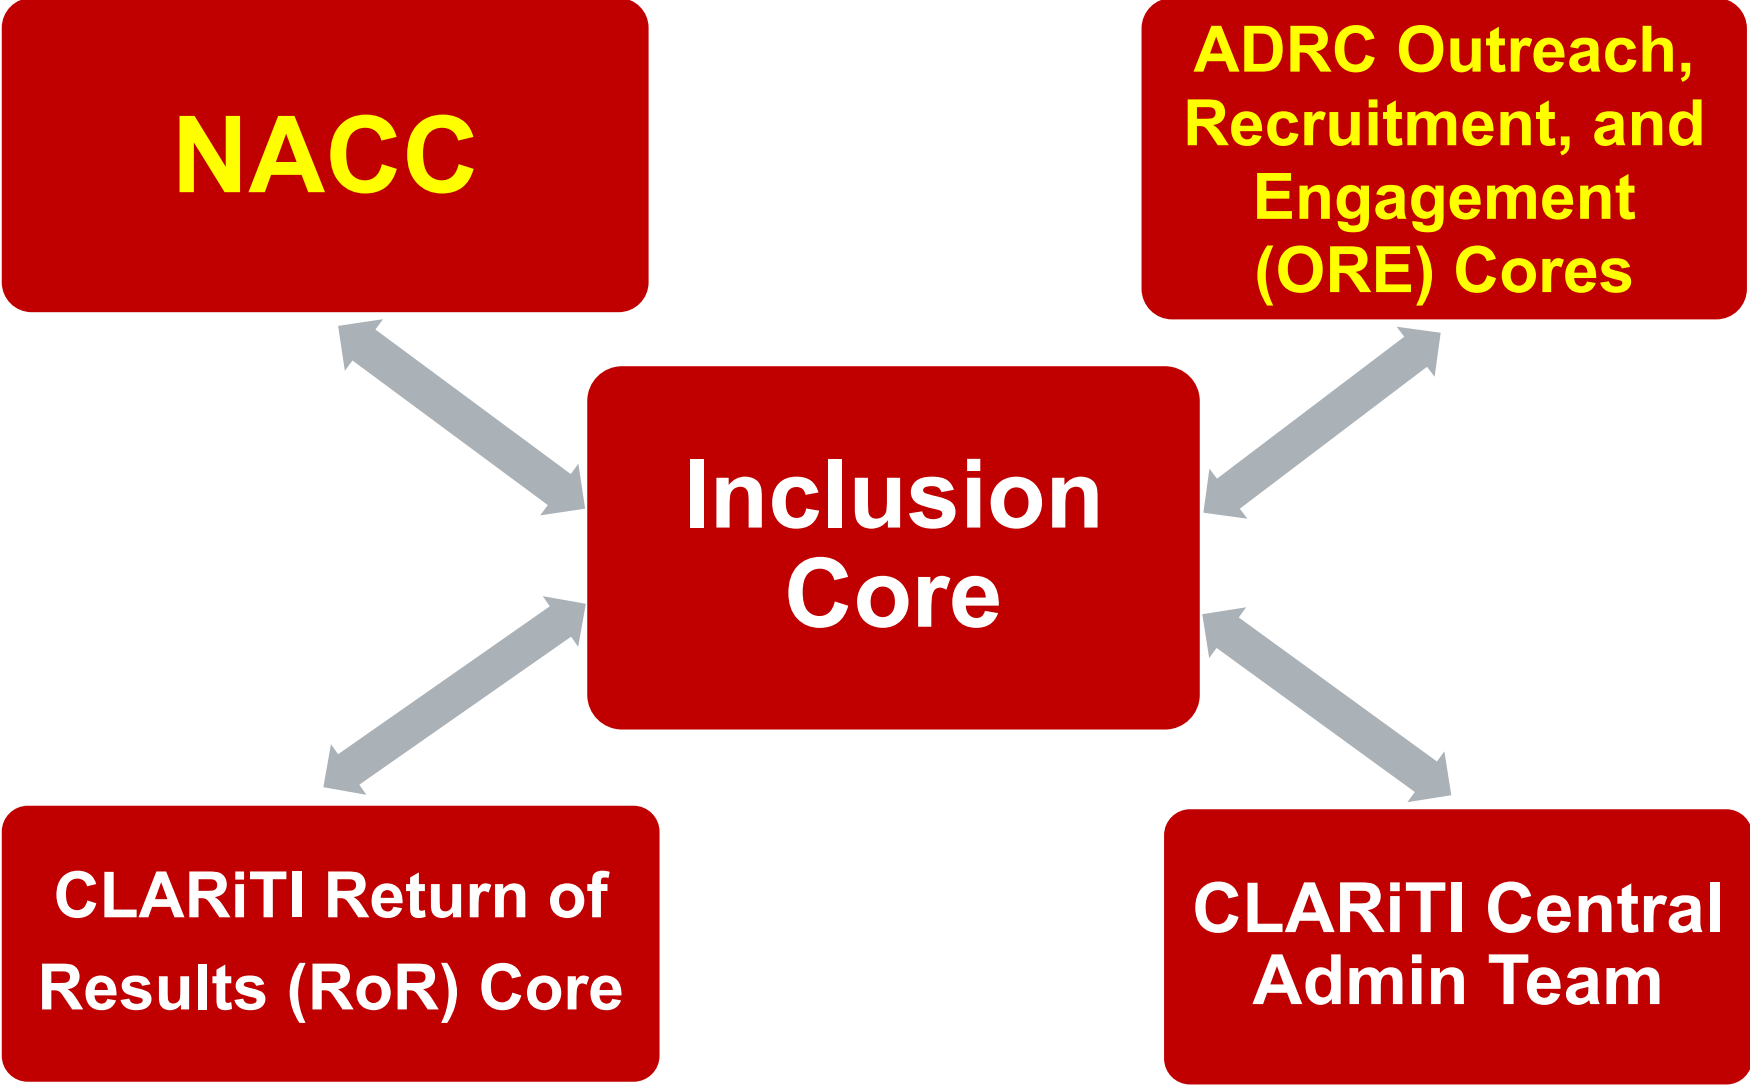 NACC
ADRC Outreach,
Recruitment, and
Engagement
(ORE) Cores
Inclusion
Core
CLARiTI Return of
Results (RoR) Core
CLARiTI Central
Admin Team